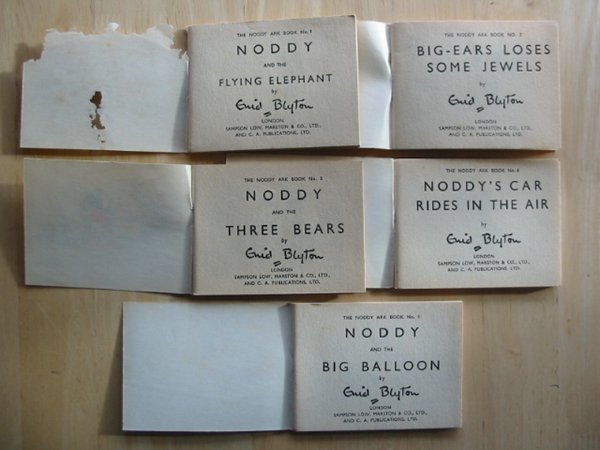 THE NODDY ARK BOOK No. 1
NODDY
AND THE
FLYING ELEPHANT
by
Enid Blyton
LONDON
SAMPSON LOW, MARSTON & CO., LTD.,
AND C. A. PUBLICATIONS, LTD.
THE NODDY ARK BOOK NO. 2
BIG-EARS LOSES
SOME JEWELS
by
Enid Blyton
LONDON
SAMPSON LOW, MARSTON & CO., LTD.,
AND C. A. PUBLICATIONS, LTD.
THE NODDY ARK BOOK No. 3
NODDY
AND THE
THREE BEARS
by
Enid Blyton
LONDON
SAMPSON LOW, MARSTON & CO., LTD.,
AND C. A. PUBLICATIONS, LTD.
THE NODDY ARK BOOK No.
NODDY'S CAR
RIDES IN THE AIR
by
Enid Blyton
LONDON
SAMPSON LOW, MARSTON & CO., LTD.,
AND C. A. PUBLICATIONS, LTD.
THE NODDY ARK BOOK No. 5
NODDY
AND THE
BIG BALLOON
by
Enid Blyton
LONDON
SAMPSON LOW, MARSTON & CO., LTD.,
AND C. A. PUBLICATIONS, LTD.